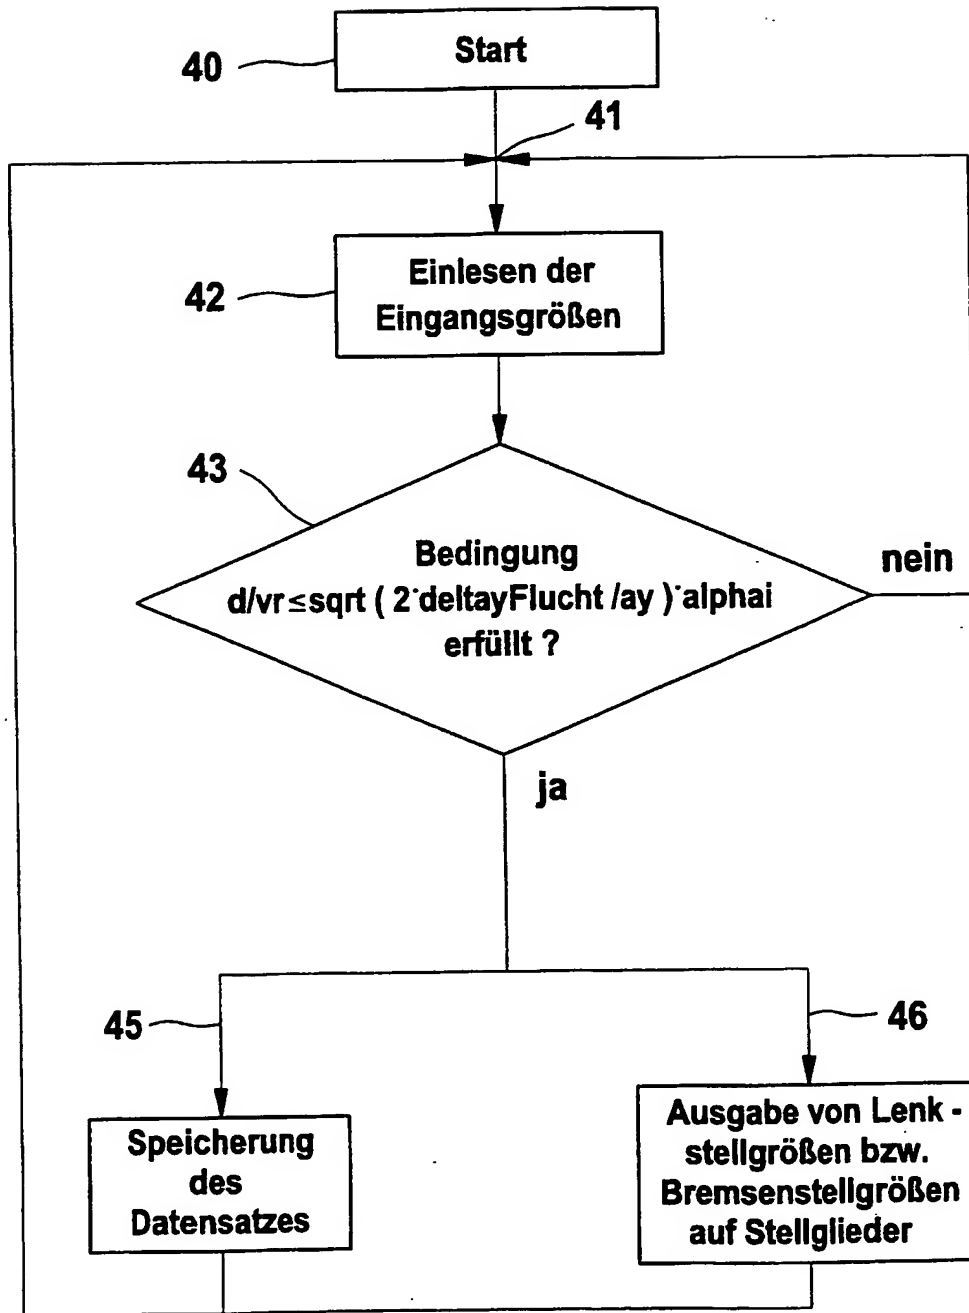 Start
40
41
42
Einlesen der
Eingangsgrößen
43
Bedingung
d/vr≤sqrt ( 2·deltayFlucht /ay )·alphai
erfüllt ?
nein
ja
45
46
Speicherung
des
Datensatzes
Ausgabe von Lenk -
stellgrößen bzw.
Bremsenstellgrößen
auf Stellglieder